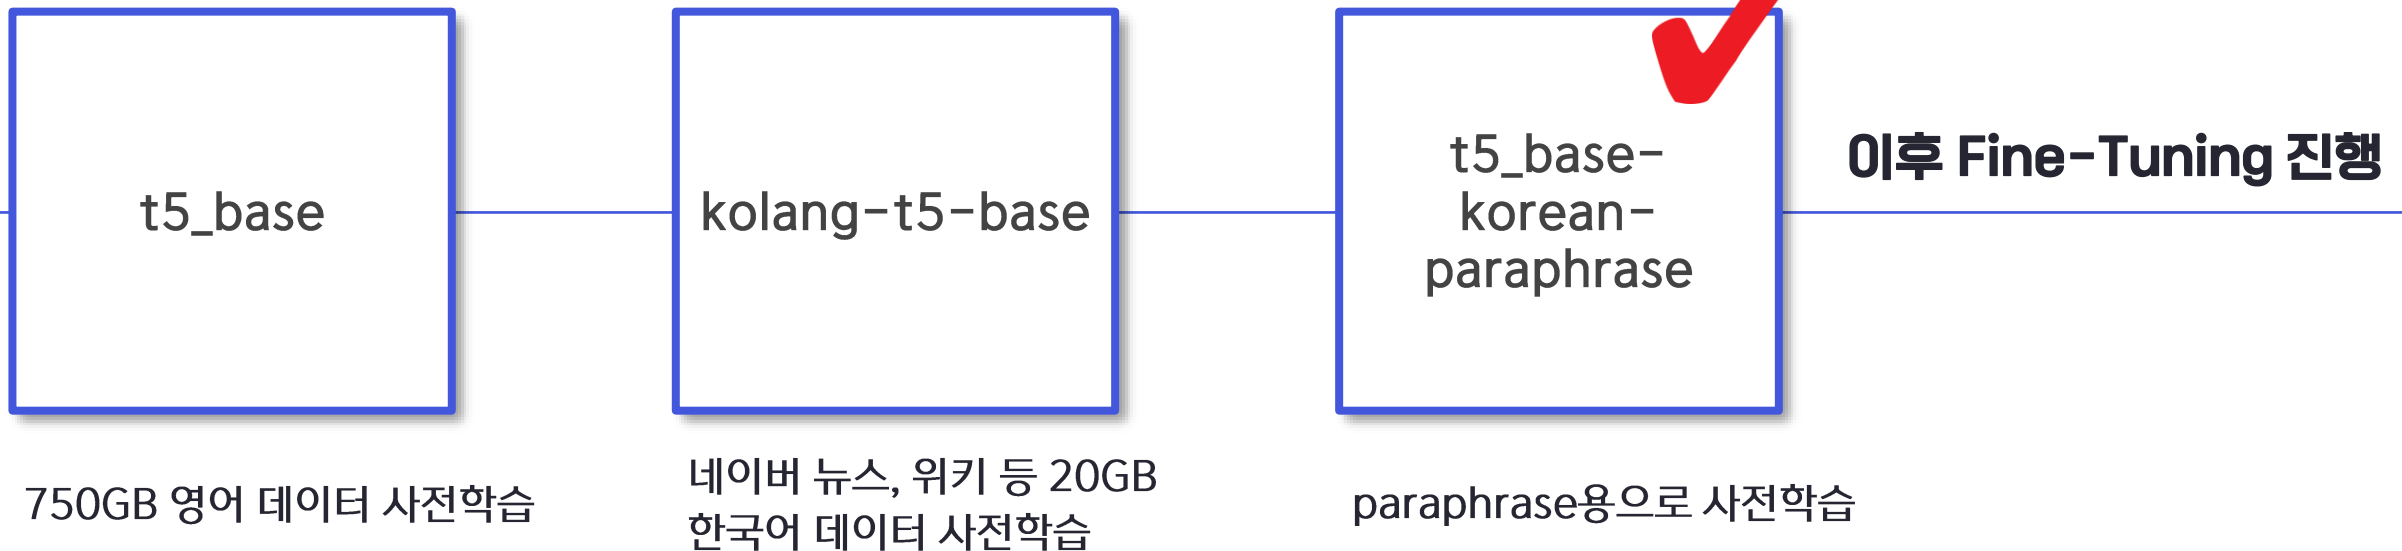 t5_base
kolang-t5-base
t5_base-
korean-
paraphrase
이후 Fine-Tuning 진행
750GB 영어 데이터 사전학습
네이버 뉴스, 위키 등 20GB
한국어 데이터 사전학습
paraphrase용으로 사전학습